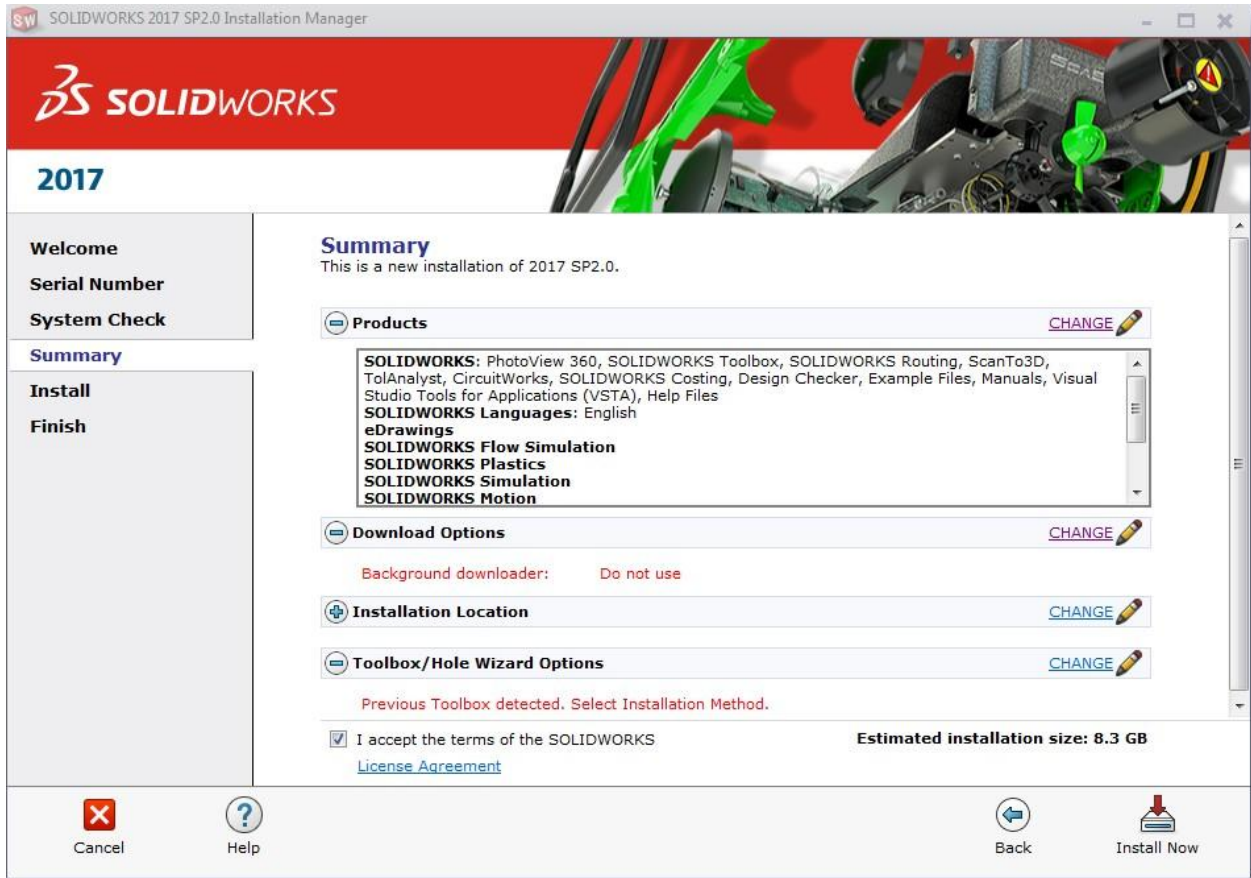 SOLIDWORKS 2017 SP2.0 Installation Manager
SOLIDWORKS
2017
Welcome
Serial Number
System Check
Summary
Install
Finish
Summary
This is a new installation of 2017 SP2.0.
Products CHANGE
SOLIDWORKS: PhotoView 360, SOLIDWORKS Toolbox, SOLIDWORKS Routing, ScanTo3D,
TolAnalyst, CircuitWorks, SOLIDWORKS Costing, Design Checker, Example Files, Manuals, Visual
Studio Tools for Applications (VSTA), Help Files
SOLIDWORKS Languages: English
eDrawings
SOLIDWORKS Flow Simulation
SOLIDWORKS Plastics
SOLIDWORKS Simulation
SOLIDWORKS Motion
Download Options CHANGE
Background downloader: Do not use
Installation Location CHANGE
Toolbox/Hole Wizard Options CHANGE
Previous Toolbox detected. Select Installation Method.
I accept the terms of the SOLIDWORKS Estimated installation size: 8.3 GB
License Agreement
Cancel Help Back Install Now